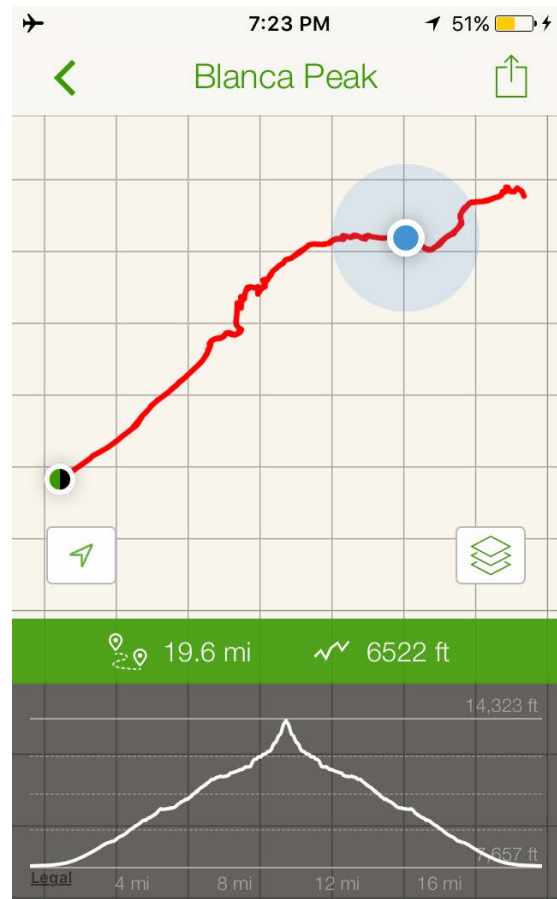 7:23 PM 51%
Blanca Peak
19.6 mi 6522 ft
14,323 ft
7,657 ft
Legal 4 mi 8 mi 12 mi 16 mi